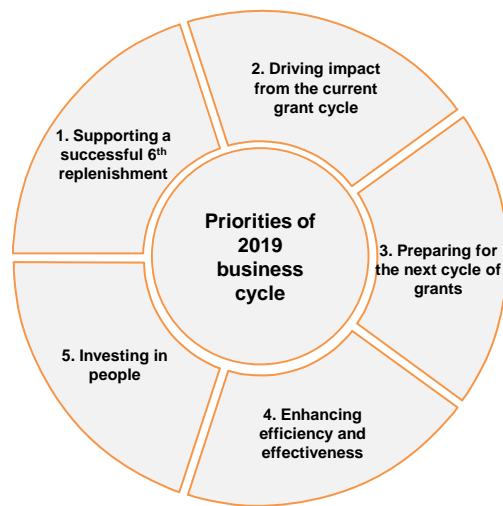 Priorities of
2019
business
cycle
1. Supporting a
successful 6th
replenishment
2. Driving impact
from the current
grant cycle
3. Preparing for
the next cycle of
grants
4. Enhancing
efficiency and
effectiveness
5. Investing in
people